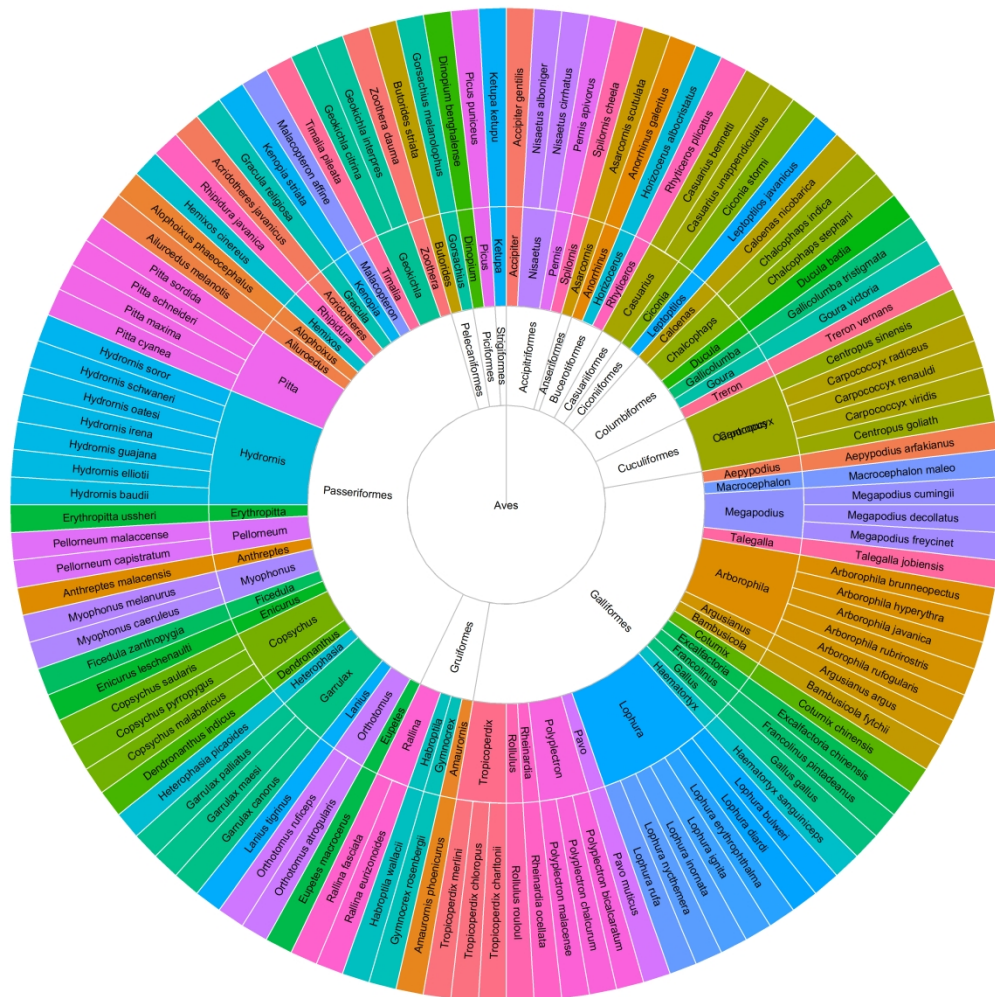 Aves
Accipitriformes
Anseriformes
Bucerotiformes
Casuariiformes
Ciconiiformes
Columbiformes
Cuculiformes
Galliformes
Gruiformes
Passeriformes
Pelecaniformes
Piciformes
Strigiformes
Accipiter
Nisaetus
Pernis
Spilornis
Asarcornis
Anorrhinus
Horizocerus
Rhyticeros
Casuarius
Ciconia
Leptoptilos
Caloenas
Chalcophaps
Ducula
Gallicolumba
Goura
Treron
Centropus
Carpococcyx
Aepypodius
Macrocephalon
Megapodius
Talegalla
Arborophila
Argusianus
Bambusicola
Coturnix
Excalfactoria
Francolinus
Gallus
Haematortyx
Lophura
Pavo
Polyplectron
Rheinardia
Rollulus
Tropicoperdix
Amaurornis
Gymnocrex
Habroptila
Rallina
Eupetes
Orthotomus
Lanius
Garrulax
Heterophasia
Dendronanthus
Copsychus
Enicurus
Ficedula
Myophonus
Anthreptes
Pellorneum
Erythropitta
Hydrornis
Pitta
Ailuroedus
Alophoixus
Hemixos
Rhipidura
Acridotheres
Gracula
Kenopia
Malacopteron
Timalia
Geokichla
Zoothera
Butorides
Gorsachius
Dinopium
Picus
Ketupa
Accipiter gentilis
Nisaetus alboniger
Nisaetus cirrhatus
Pernis apivorus
Spilornis cheela
Asarcornis scutulata
Anorrhinus galeritus
Horizocerus albocristatus
Rhyticeros plicatus
Casuarius bennetti
Casuarius unappendiculatus
Ciconia stormi
Leptoptilos javanicus
Caloenas nicobarica
Chalcophaps indica
Chalcophaps stephani
Ducula badia
Gallicolumba tristigmata
Goura victoria
Treron vernans
Centropus sinensis
Carpococcyx radiceus
Carpococcyx renauldi
Carpococcyx viridis
Centropus goliath
Aepypodius arfakianus
Macrocephalon maleo
Megapodius cumingii
Megapodius decollatus
Megapodius freycinet
Talegalla jobiensis
Arborophila brunneopectus
Arborophila hyperythra
Arborophila javanica
Arborophila rubrirostris
Arborophila rufogularis
Argusianus argus
Bambusicola fytchii
Coturnix chinensis
Excalfactoria chinensis
Francolinus pintadeanus
Gallus gallus
Haematortyx sanguiniceps
Lophura bulweri
Lophura diardi
Lophura erythrophthalma
Lophura ignita
Lophura inornata
Lophura nycthemera
Lophura rufa
Pavo muticus
Polyplectron bicalcaratum
Polyplectron chalcurum
Polyplectron malacense
Rheinardia ocellata
Rollulus rouloul
Tropicoperdix charltonii
Tropicoperdix chloropus
Tropicoperdix merlini
Amaurornis phoenicurus
Gymnocrex rosenbergii
Habroptila wallacii
Rallina eurizonoides
Rallina fasciata
Eupetes macrocerus
Orthotomus atrogularis
Orthotomus ruficeps
Lanius tigrinus
Garrulax canorus
Garrulax maesi
Garrulax palliatus
Heterophasia picaoides
Dendronanthus indicus
Copsychus malabaricus
Copsychus pyrropygus
Copsychus saularis
Enicurus leschenaulti
Ficedula zanthopygia
Myophonus caeruleus
Myophonus melanurus
Anthreptes malacensis
Pellorneum capistratum
Pellorneum malaccense
Erythropitta ussheri
Hydrornis baudii
Hydrornis elliotii
Hydrornis guajana
Hydrornis irena
Hydrornis oatesi
Hydrornis schwaneri
Hydrornis soror
Pitta cyanea
Pitta maxima
Pitta schneideri
Pitta sordida
Ailuroedus melanotis
Alophoixus phaeocephalus
Hemixos cinereus
Rhipidura javanica
Acridotheres javanicus
Gracula religiosa
Kenopia striata
Malacopteron affine
Timalia pileata
Geokichla citrina
Geokichla interpres
Zoothera dauma
Butorides striata
Gorsachius melanolophus
Dinopium benghalense
Picus puniceus
Ketupa ketupu